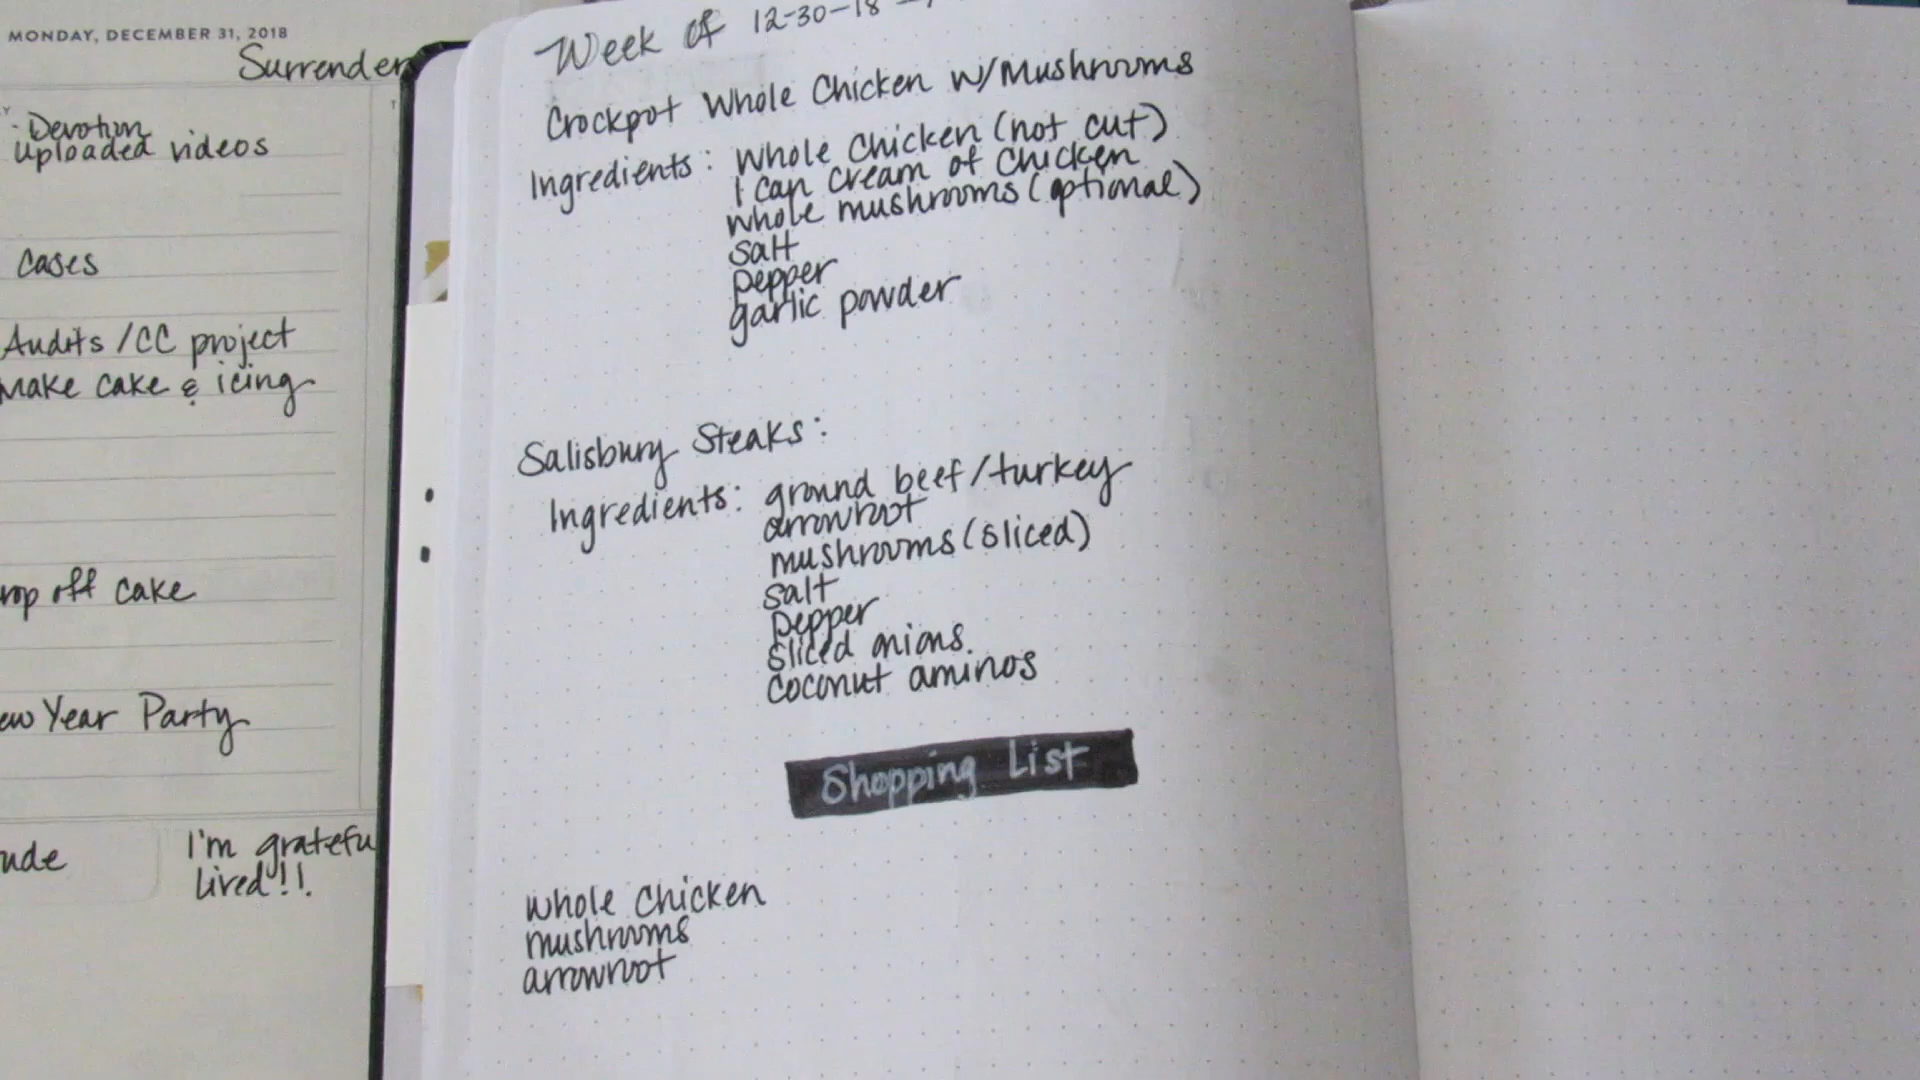 MONDAY, DECEMBER 31, 2018
Surrender
- Devotion
Uploaded videos
Cases
Audits / CC project
Make cake & icing
rop off cake
ew Year Party
ude
I'm gratefu
lived!!.
Week of 12-30-18 -
Crockpot Whole Chicken w/Mushrooms
Ingredients: Whole Chicken (not cut)
1 can cream of chicken
whole mushrooms (optional)
salt
pepper
garlic powder
Salisbury Steaks:
Ingredients: ground beef/turkey
arrowroot
mushrooms (sliced)
salt
Pepper
sliced onions.
coconut aminos
Shopping List
whole chicken
mushrooms
arrowroot